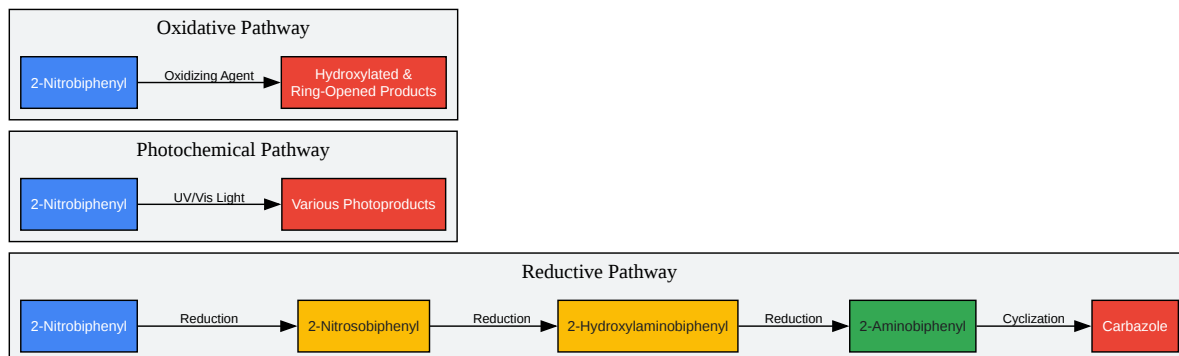 Oxidative Pathway
2-Nitrobiphenyl
Oxidizing Agent
Hydroxylated &
Ring-Opened Products
Photochemical Pathway
2-Nitrobiphenyl
UV/Vis Light
Various Photoproducts
Reductive Pathway
2-Nitrobiphenyl
Reduction
2-Nitrosobiphenyl
Reduction
2-Hydroxylaminobiphenyl
Reduction
2-Aminobiphenyl
Cyclization
Carbazole